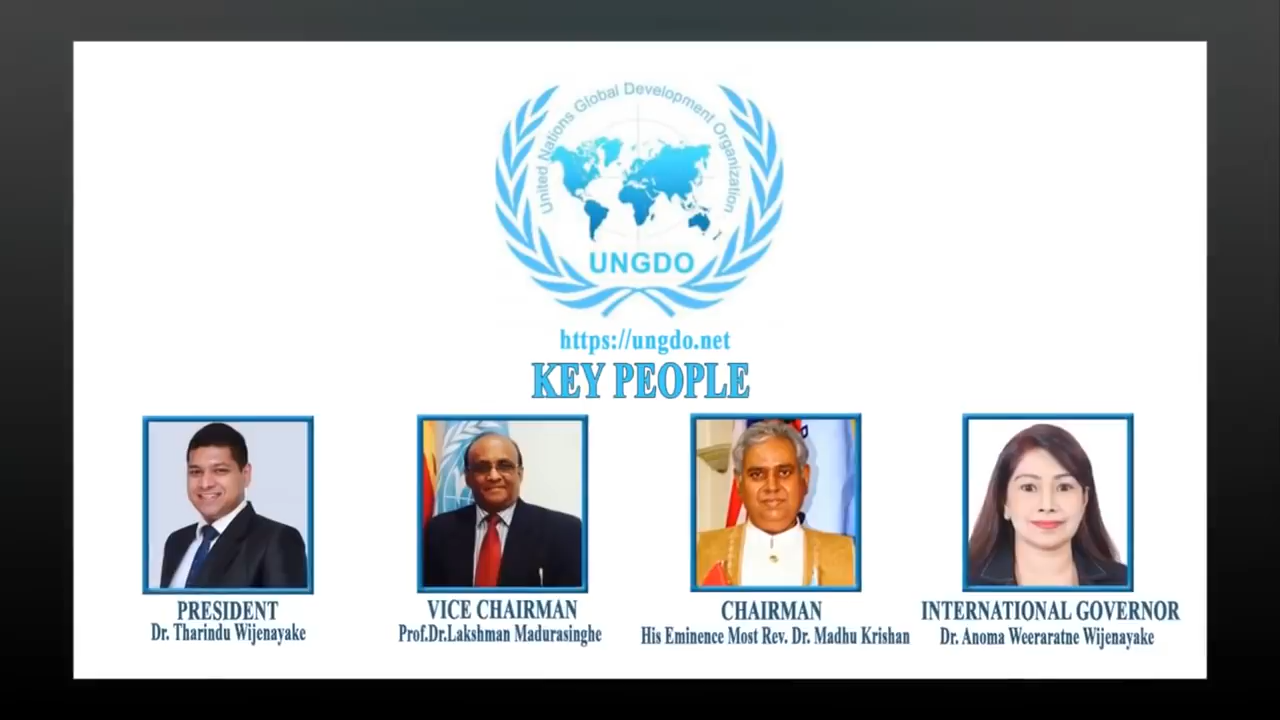 United Nations Global Development Organization
UNGDO
https://ungdo.net
KEY PEOPLE
PRESIDENT
Dr. Tharindu Wijenayake
VICE CHAIRMAN
Prof.Dr.Lakshman Madurasinghe
CHAIRMAN
His Eminence Most Rev. Dr. Madhu Krishan
INTERNATIONAL GOVERNOR
Dr. Anoma Weeraratne Wijenayake